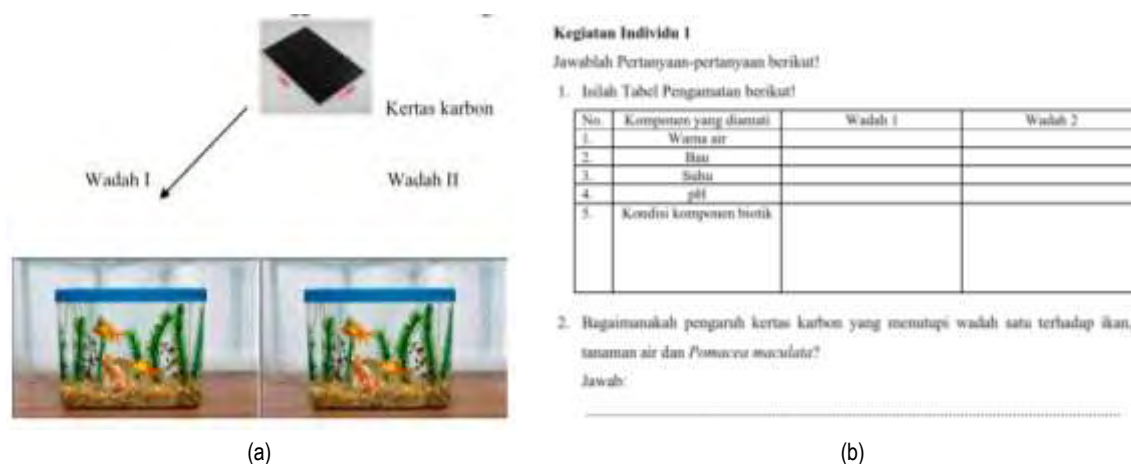 Kertas karbon
Wadah I
Wadah II
(a)
Kegiatan Individu 1
Jawablah Pertanyaan-pertanyaan berikut!
1. Isilah Tabel Pengamatan berikut!
No. Komponen yang diamati Wadah 1 Wadah 2
1. Warna air
2. Bau
3. Suhu
4. pH
5. Kondisi komponen biotik
2. Bagaimanakah pengaruh kertas karbon yang menutupi wadah satu terhadap ikan,
tanaman air dan Pomacea maculata?
Jawab:
(b)